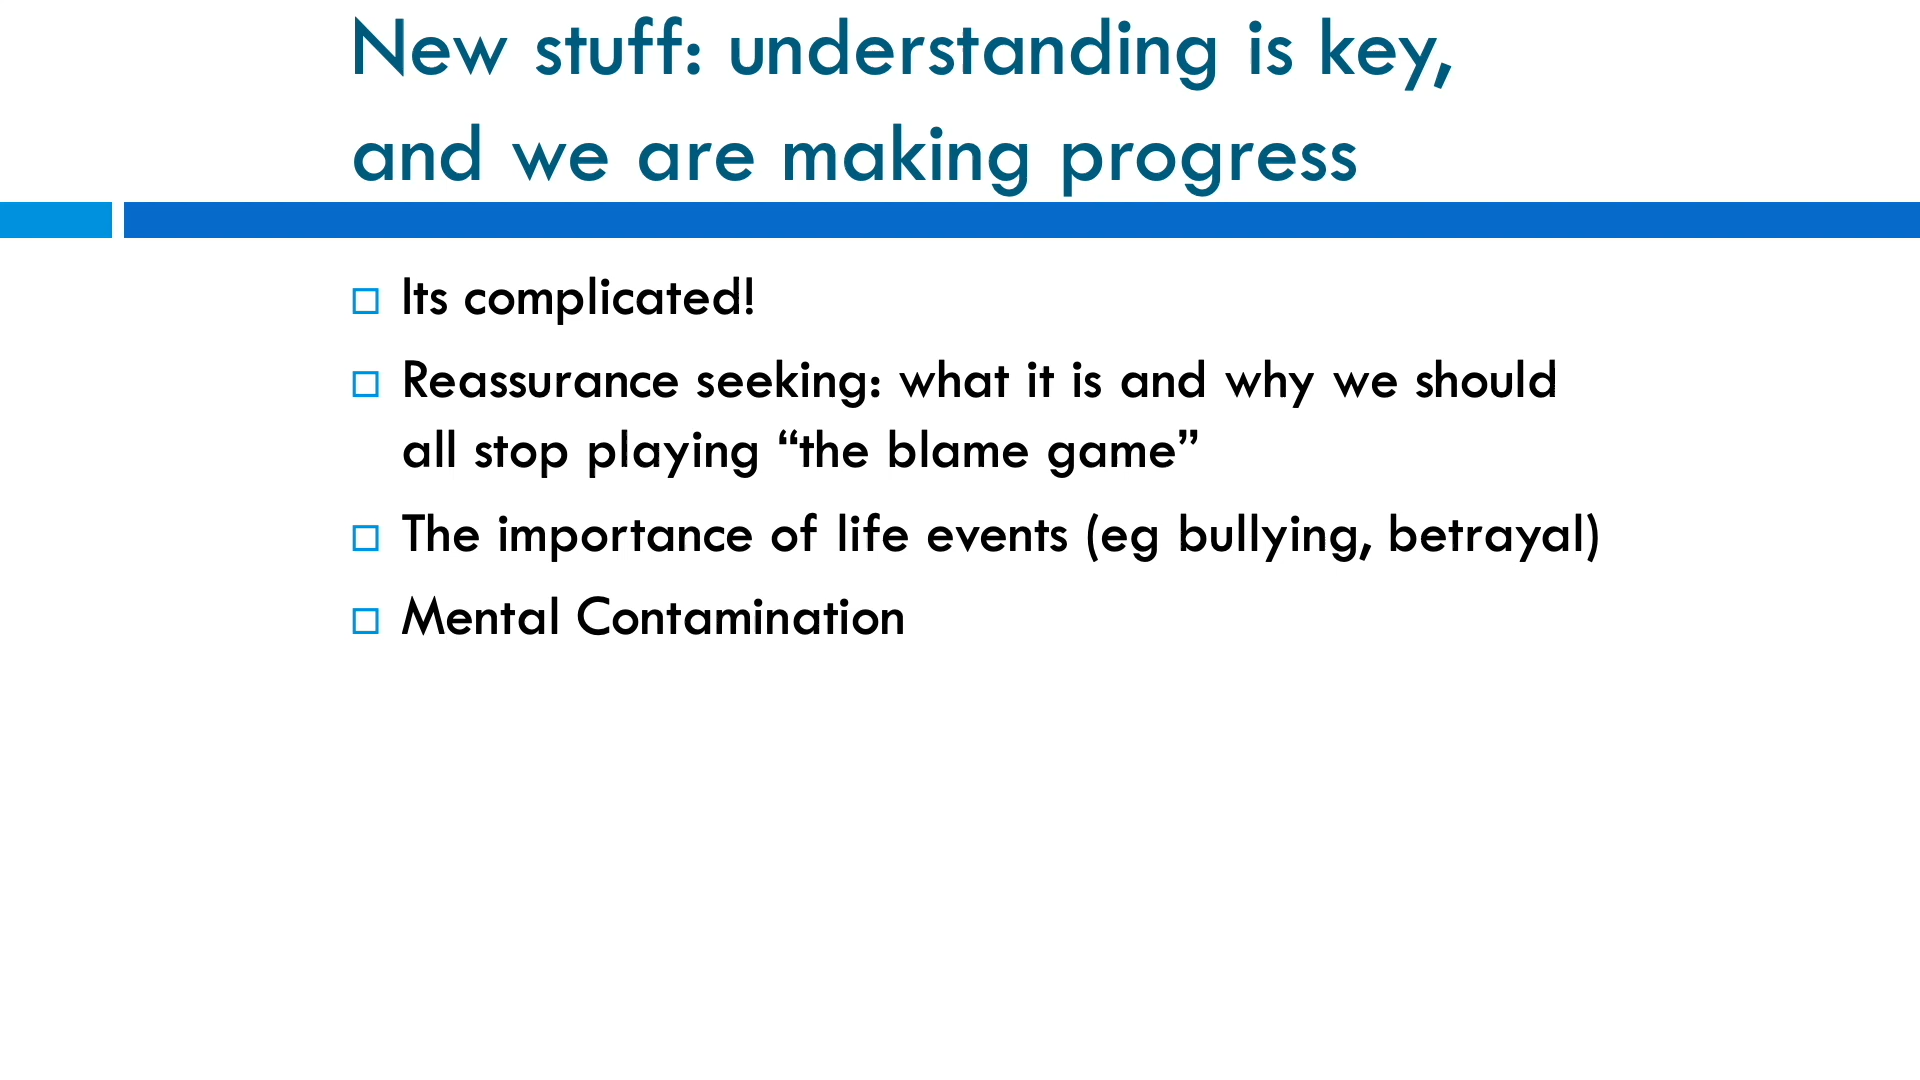 New stuff: understanding is key,
and we are making progress
Its complicated!
Reassurance seeking: what it is and why we should
all stop playing “the blame game”
The importance of life events (eg bullying, betrayal)
Mental Contamination